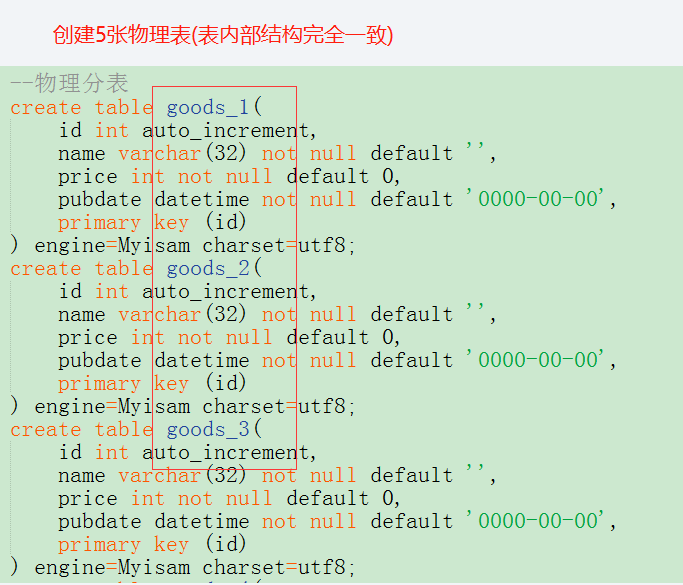 创建5张物理表(表内部结构完全一致)
--物理分表
create table goods_1(
id int auto_increment,
name varchar(32) not null default '',
price int not null default 0,
pubdate datetime not null default '0000-00-00',
primary key (id)
) engine=Myisam charset=utf8;
create table goods_2(
id int auto_increment,
name varchar(32) not null default '',
price int not null default 0,
pubdate datetime not null default '0000-00-00',
primary key (id)
) engine=Myisam charset=utf8;
create table goods_3(
id int auto_increment,
name varchar(32) not null default '',
price int not null default 0,
pubdate datetime not null default '0000-00-00',
primary key (id)
) engine=Myisam charset=utf8;